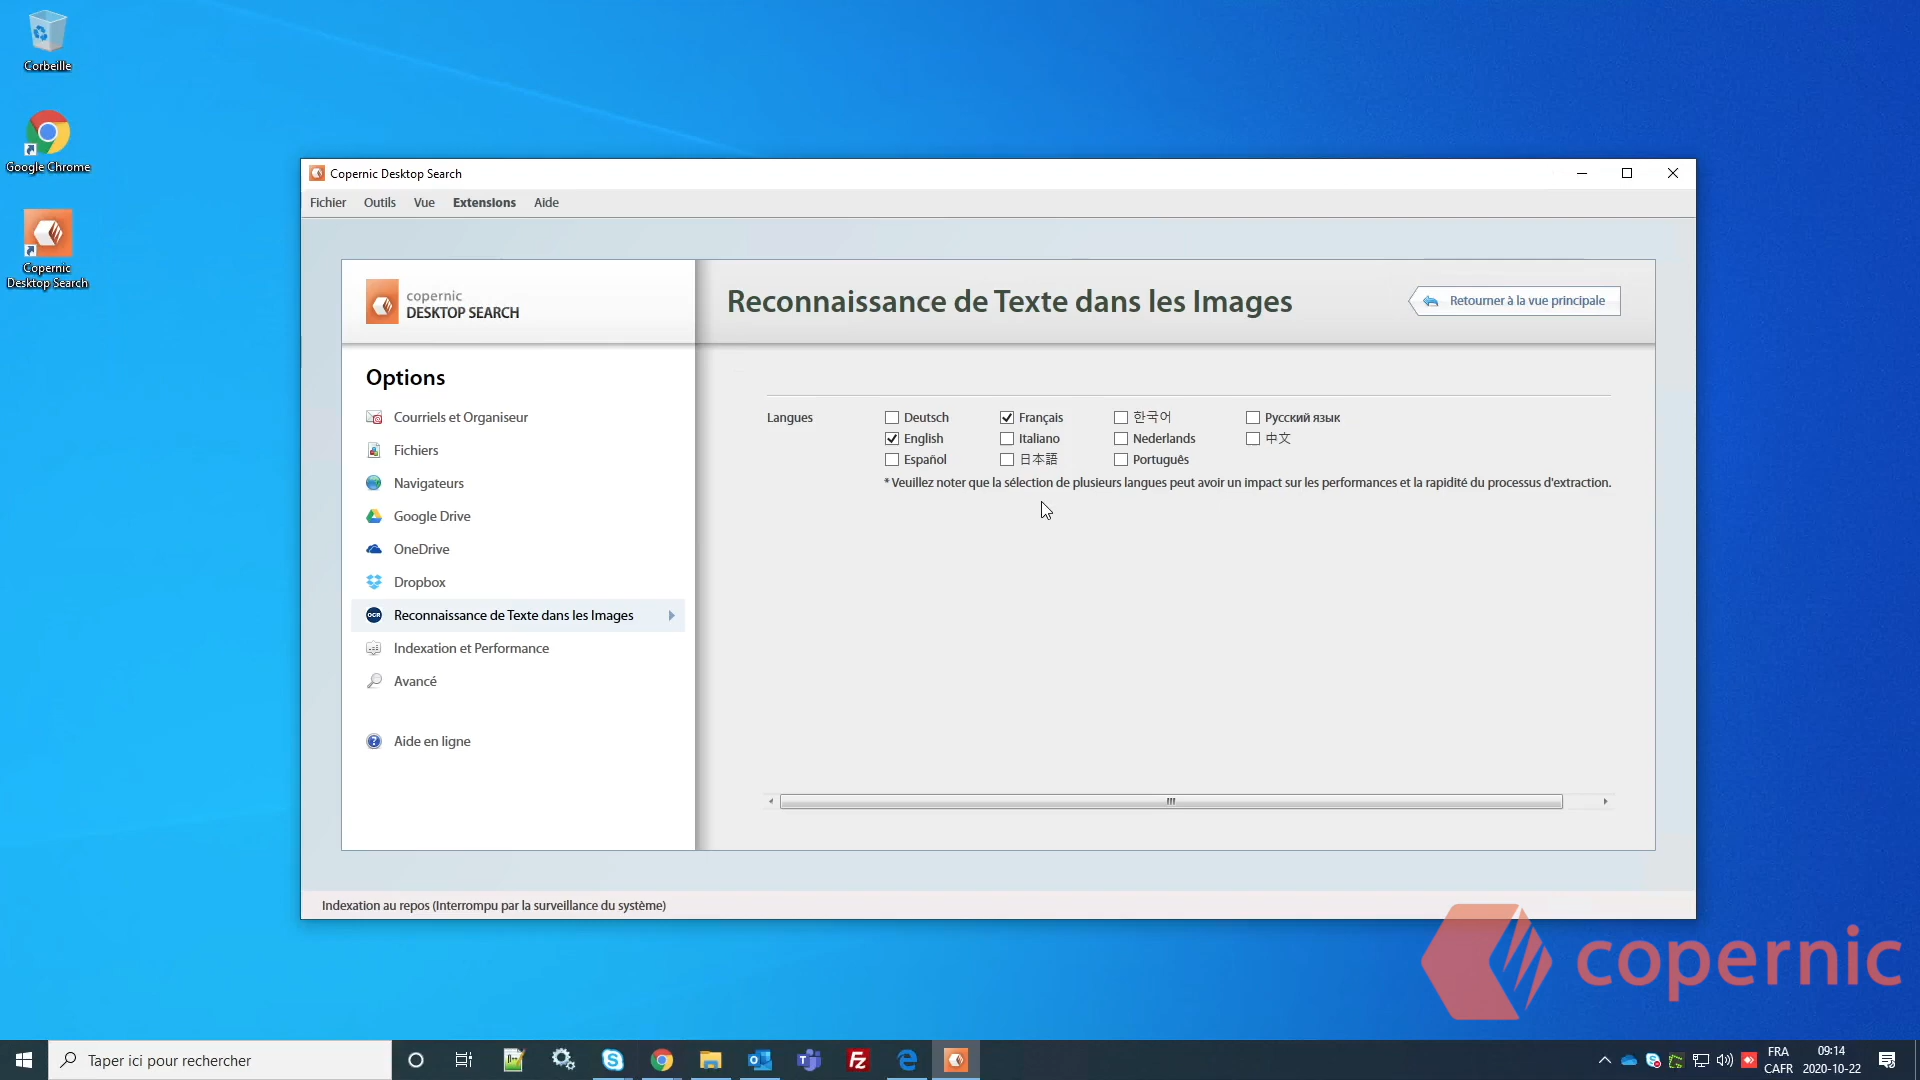 Corbeille
Google Chrome
Copernic
Desktop Search
Copernic Desktop Search
Fichier Outils Vue Extensions Aide
copernic
DESKTOP SEARCH
Reconnaissance de Texte dans les Images
Retourner à la vue principale
Options
Courriels et Organiseur
Fichiers
Navigateurs
Google Drive
OneDrive
Dropbox
OCR
Reconnaissance de Texte dans les Images
Indexation et Performance
Avancé
Aide en ligne
Langues Deutsch Français 한국어 Русский язык
English Italiano Nederlands 中文
Español 日本語 Português
* Veuillez noter que la sélection de plusieurs langues peut avoir un impact sur les performances et la rapidité du processus d'extraction.
Indexation au repos (Interrompu par la surveillance du système)
copernic
Taper ici pour rechercher
FRA
CAFR
09:14
2020-10-22